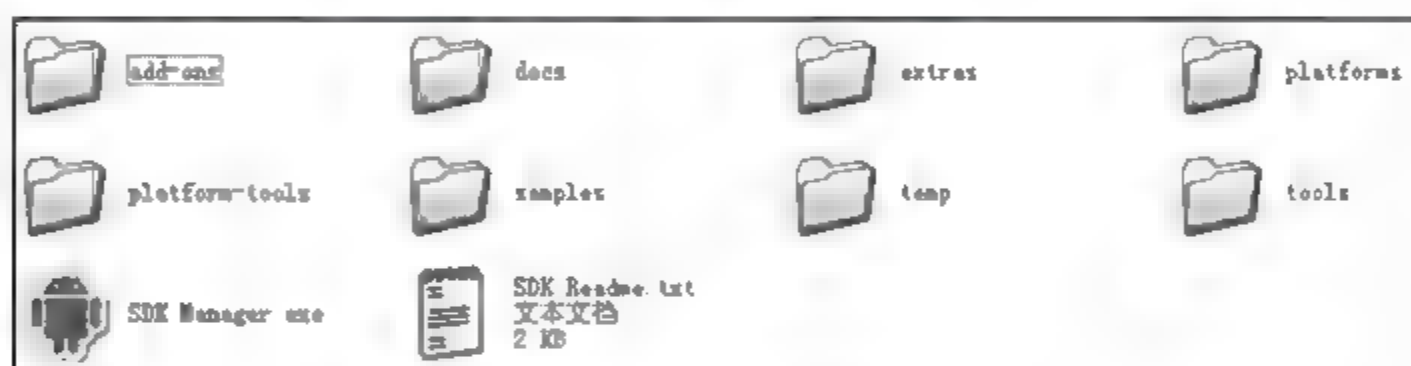 add-ons
docs
extras
platforms
platform-tools
samples
temp
tools
SDK Manager.exe
SDK Readme.txt
文本文档
2 KB